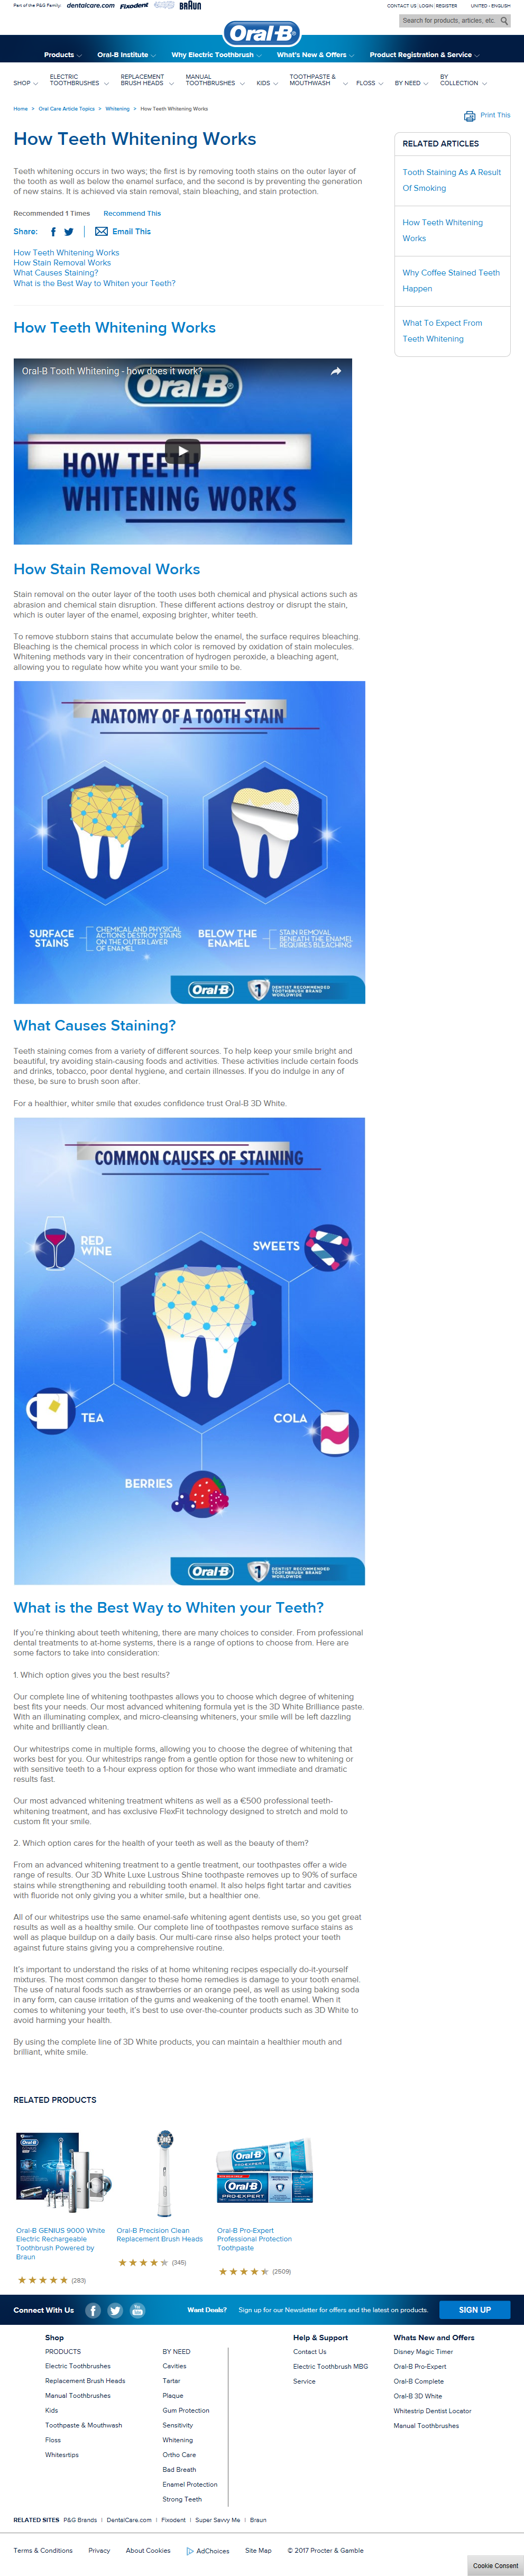 Part of the P&G Family: dentalcare.com Fixodent BRAUN
CONTACT US LOGIN | REGISTER UNITED - ENGLISH
Search for products, articles, etc.
Oral-B
Products Oral-B Institute Why Electric Toothbrush What's New & Offers Product Registration & Service
SHOP ELECTRIC TOOTHBRUSHES REPLACEMENT BRUSH HEADS MANUAL TOOTHBRUSHES KIDS TOOTHPASTE & MOUTHWASH FLOSS BY NEED BY COLLECTION
Home > Oral Care Article Topics > Whitening > How Teeth Whitening Works
Print This
How Teeth Whitening Works
Teeth whitening occurs in two ways; the first is by removing tooth stains on the outer layer of
the tooth as well as below the enamel surface, and the second is by preventing the generation
of new stains. It is achieved via stain removal, stain bleaching, and stain protection.
Recommended 1 Times Recommend This
Share: Email This
How Teeth Whitening Works
How Stain Removal Works
What Causes Staining?
What is the Best Way to Whiten your Teeth?
RELATED ARTICLES
Tooth Staining As A Result
Of Smoking
How Teeth Whitening
Works
Why Coffee Stained Teeth
Happen
What To Expect From
Teeth Whitening
How Teeth Whitening Works
Oral-B Tooth Whitening - how does it work?
Oral-B
HOW TEETH
WHITENING WORKS
How Stain Removal Works
Stain removal on the outer layer of the tooth uses both chemical and physical actions such as
abrasion and chemical stain disruption. These different actions destroy or disrupt the stain,
which is outer layer of the enamel, exposing brighter, whiter teeth.
To remove stubborn stains that accumulate below the enamel, the surface requires bleaching.
Bleaching is the chemical process in which color is removed by oxidation of stain molecules.
Whitening methods vary in their concentration of hydrogen peroxide, a bleaching agent,
allowing you to regulate how white you want your smile to be.
ANATOMY OF A TOOTH STAIN
SURFACE
STAINS
CHEMICAL AND PHYSICAL
ACTIONS DESTROY STAINS
ON THE OUTER LAYER
OF ENAMEL
BELOW THE
ENAMEL
STAIN REMOVAL
BENEATH THE ENAMEL
REQUIRES BLEACHING
Oral-B 1 DENTIST RECOMMENDED
TOOTHBRUSH BRAND
WORLDWIDE
What Causes Staining?
Teeth staining comes from a variety of different sources. To help keep your smile bright and
beautiful, try avoiding stain-causing foods and activities. These activities include certain foods
and drinks, tobacco, poor dental hygiene, and certain illnesses. If you do indulge in any of
these, be sure to brush soon after.
For a healthier, whiter smile that exudes confidence trust Oral-B 3D White.
COMMON CAUSES OF STAINING
RED
WINE
SWEETS
TEA
COLA
BERRIES
Oral-B 1 DENTIST RECOMMENDED
TOOTHBRUSH BRAND
WORLDWIDE
What is the Best Way to Whiten your Teeth?
If you're thinking about teeth whitening, there are many choices to consider. From professional
dental treatments to at-home systems, there is a range of options to choose from. Here are
some factors to take into consideration:
1. Which option gives you the best results?
Our complete line of whitening toothpastes allows you to choose which degree of whitening
best fits your needs. Our most advanced whitening formula yet is the 3D White Brilliance paste.
With an illuminating complex, and micro-cleansing whiteners, your smile will be left dazzling
white and brilliantly clean.
Our whitestrips come in multiple forms, allowing you to choose the degree of whitening that
works best for you. Our whitestrips range from a gentle option for those new to whitening or
with sensitive teeth to a 1-hour express option for those who want immediate and dramatic
results fast.
Our most advanced whitening treatment whitens as well as a €500 professional teeth-
whitening treatment, and has exclusive FlexFit technology designed to stretch and mold to
custom fit your smile.
2. Which option cares for the health of your teeth as well as the beauty of them?
From an advanced whitening treatment to a gentle treatment, our toothpastes offer a wide
range of results. Our 3D White Luxe Lustrous Shine toothpaste removes up to 90% of surface
stains while strengthening and rebuilding tooth enamel. It also helps fight tartar and cavities
with fluoride not only giving you a whiter smile, but a healthier one.
All of our whitestrips use the same enamel-safe whitening agent dentists use, so you get great
results as well as a healthy smile. Our complete line of toothpastes remove surface stains as
well as plaque buildup on a daily basis. Our multi-care rinse also helps protect your teeth
against future stains giving you a comprehensive routine.
It's important to understand the risks of at home whitening recipes especially do-it-yourself
mixtures. The most common danger to these home remedies is damage to your tooth enamel.
The use of natural foods such as strawberries or an orange peel, as well as using baking soda
in any form, can cause irritation of the gums and weakening of the tooth enamel. When it
comes to whitening your teeth, it's best to use over-the-counter products such as 3D White to
avoid harming your health.
By using the complete line of 3D White products, you can maintain a healthier mouth and
brilliant, white smile.
RELATED PRODUCTS
Oral-B
PRO-EXPERT
Oral-B
PRO-EXPERT
Oral-B GENIUS 9000 White
Electric Rechargeable
Toothbrush Powered by
Braun
(283)
Oral-B Precision Clean
Replacement Brush Heads
(345)
Oral-B Pro-Expert
Professional Protection
Toothpaste
(2509)
Connect With Us Want Deals? Sign up for our Newsletter for offers and the latest on products. SIGN UP
Shop
PRODUCTS
Electric Toothbrushes
Replacement Brush Heads
Manual Toothbrushes
Kids
Toothpaste & Mouthwash
Floss
Whitesrtips
BY NEED
Cavities
Tartar
Plaque
Gum Protection
Sensitivity
Whitening
Ortho Care
Bad Breath
Enamel Protection
Strong Teeth
Help & Support
Contact Us
Electric Toothbrush MBG
Service
Whats New and Offers
Disney Magic Timer
Oral-B Pro-Expert
Oral-B Complete
Oral-B 3D White
Whitestrip Dentist Locator
Manual Toothbrushes
RELATED SITES P&G Brands | DentalCare.com | Fixodent | Super Savvy Me | Braun
Terms & Conditions Privacy About Cookies AdChoices Site Map © 2017 Procter & Gamble
Cookie Consent